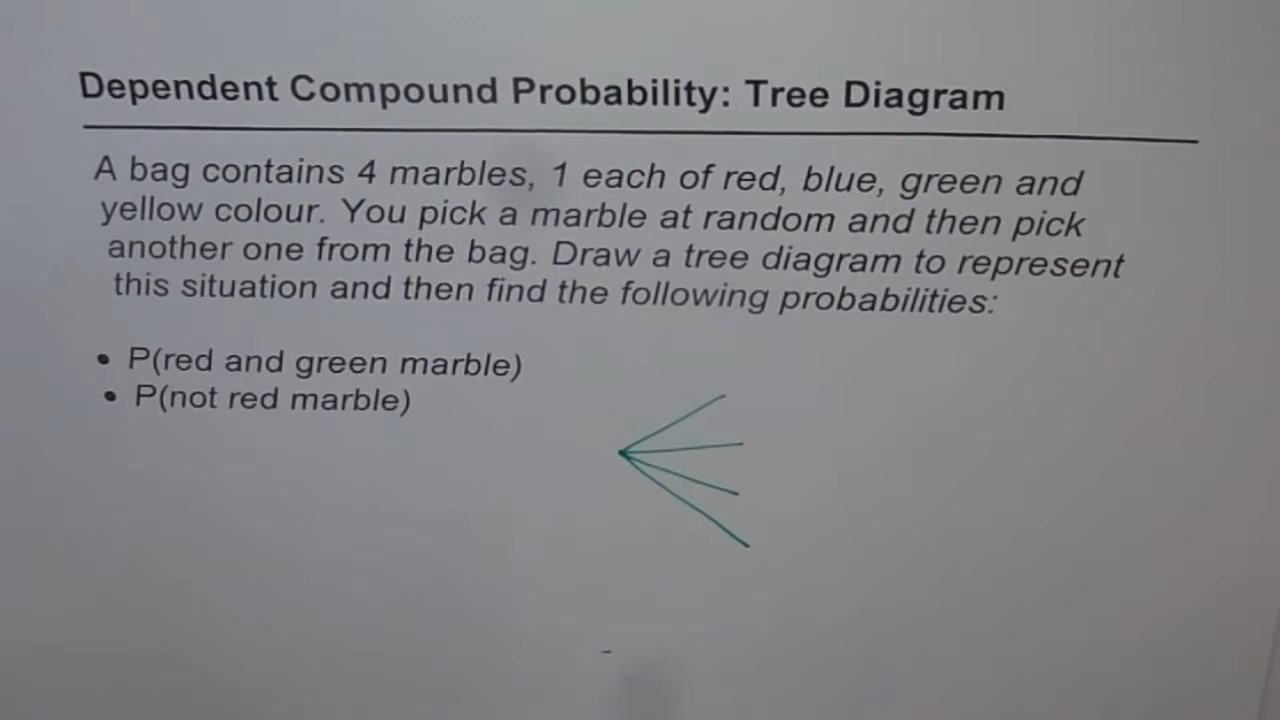 Dependent Compound Probability: Tree Diagram
A bag contains 4 marbles, 1 each of red, blue, green and
yellow colour. You pick a marble at random and then pick
another one from the bag. Draw a tree diagram to represent
this situation and then find the following probabilities:
• P(red and green marble)
• P(not red marble)